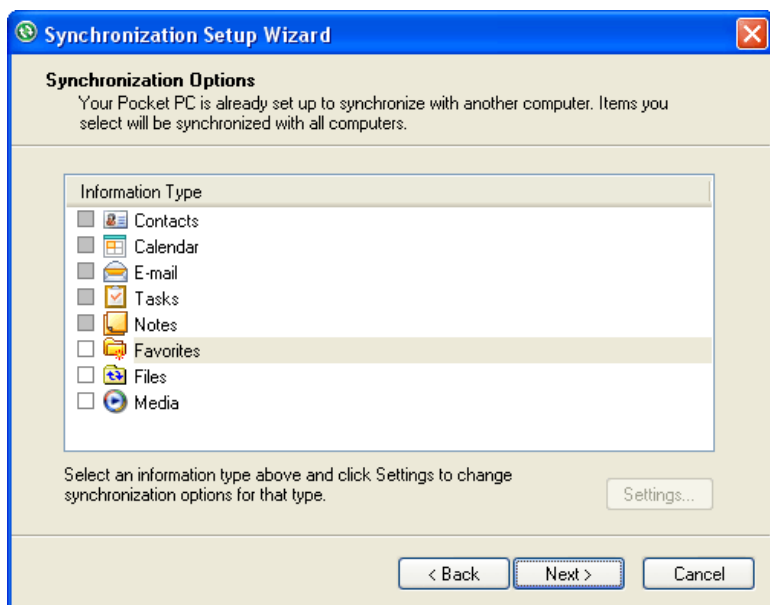 Synchronization Setup Wizard
Synchronization Options
Your Pocket PC is already set up to synchronize with another computer. Items you
select will be synchronized with all computers.
Information Type
Contacts
Calendar
E-mail
Tasks
Notes
Favorites
Files
Media
Select an information type above and click Settings to change
synchronization options for that type.
Settings...
< Back
Next >
Cancel